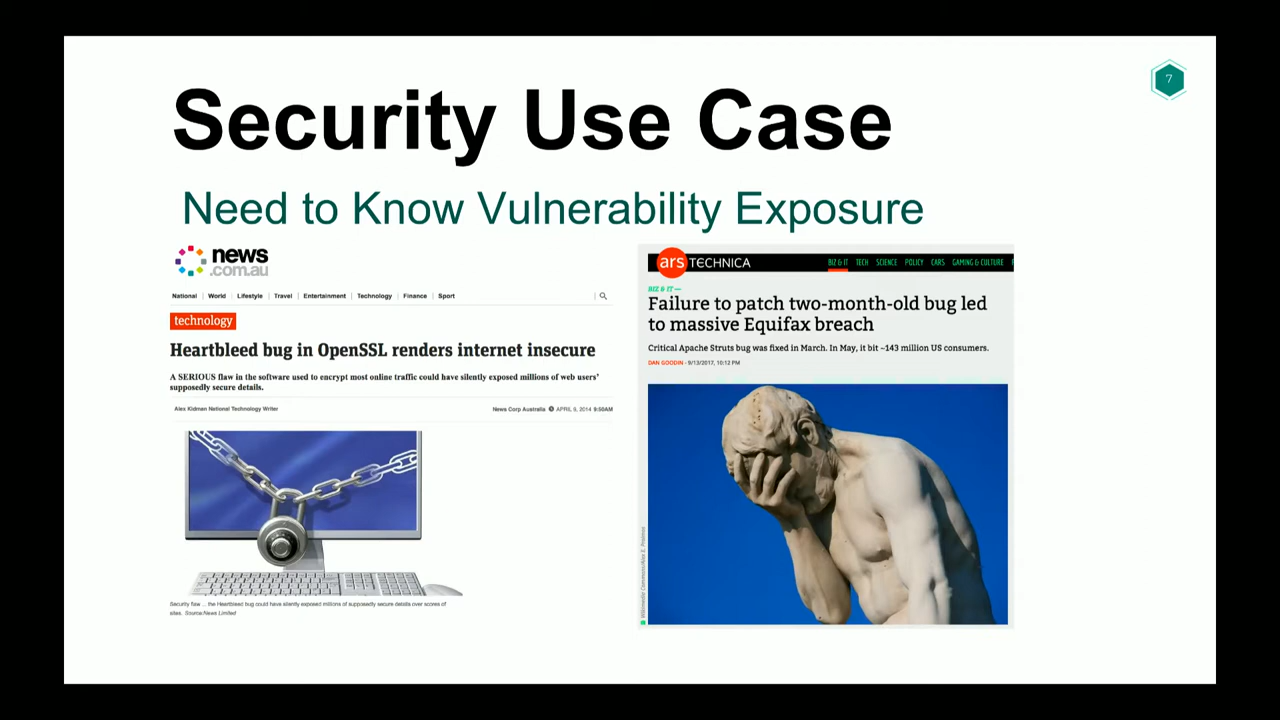 7
Security Use Case
Need to Know Vulnerability Exposure
news
.com.au
National | World | Lifestyle | Travel | Entertainment | Technology | Finance | Sport
technology
Heartbleed bug in OpenSSL renders internet insecure
A SERIOUS flaw in the software used to encrypt most online traffic could have silently exposed millions of web users'
supposedly secure details.
Alex Kidman National Technology Writer
News Corp Australia APRIL 9, 2014 9:50AM
Security flaw ... the Heartbleed bug could have silently exposed millions of supposedly secure details over scores of
sites. Source:News Limited
ars TECHNICA
BIZ & IT TECH SCIENCE POLICY CARS GAMING & CULTURE
BIZ & IT —
Failure to patch two-month-old bug led
to massive Equifax breach
Critical Apache Struts bug was fixed in March. In May, it bit ~143 million US consumers.
DAN GOODIN - 9/13/2017, 10:12 PM
Wikimedia Commons/Alex E. Proimos